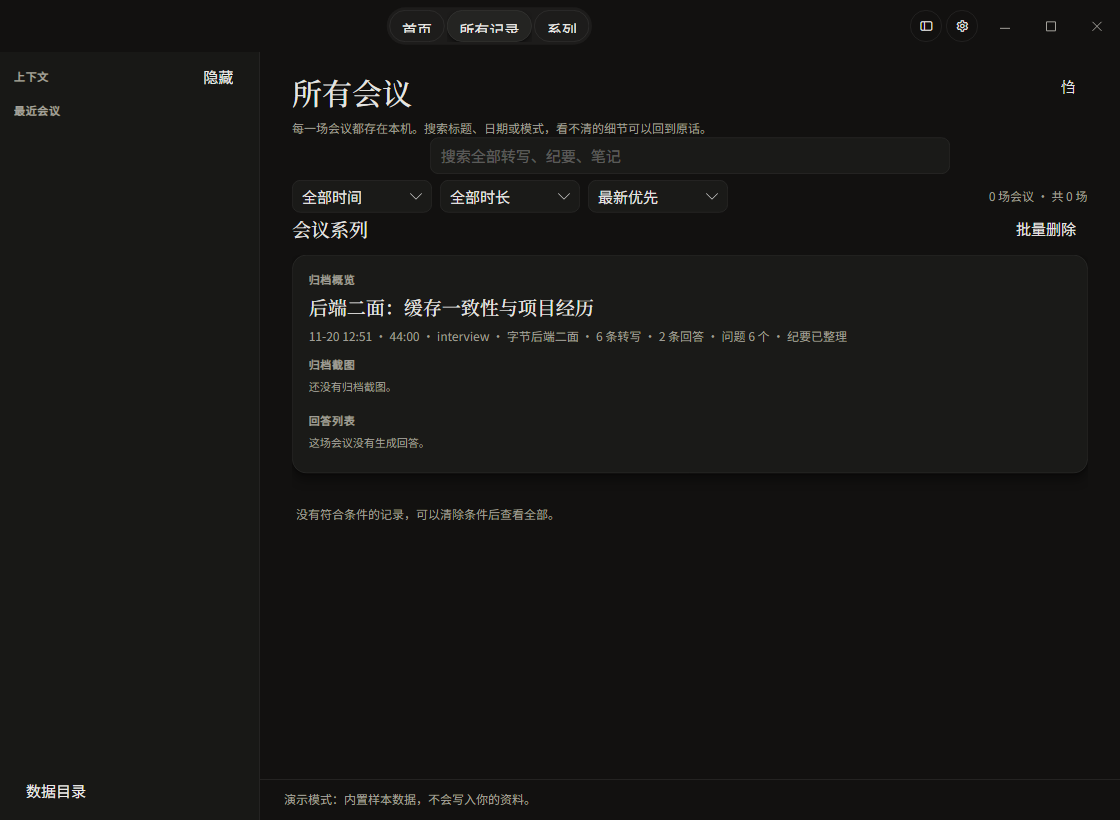 首页 所有记录 系列
上下文 隐藏
最近会议
所有会议
每一场会议都存在本机。搜索标题、日期或模式，看不清的细节可以回到原话。
搜索全部转写、纪要、笔记
全部时间 全部时长 最新优先 0 场会议 · 共 0 场
会议系列 批量删除
归档概览
后端二面：缓存一致性与项目经历
11-20 12:51 · 44:00 · interview · 字节后端二面 · 6 条转写 · 2 条回答 · 问题 6 个 · 纪要已整理
归档截图
还没有归档截图。
回答列表
这场会议没有生成回答。
没有符合条件的记录，可以清除条件后查看全部。
数据目录
演示模式：内置样本数据，不会写入你的资料。